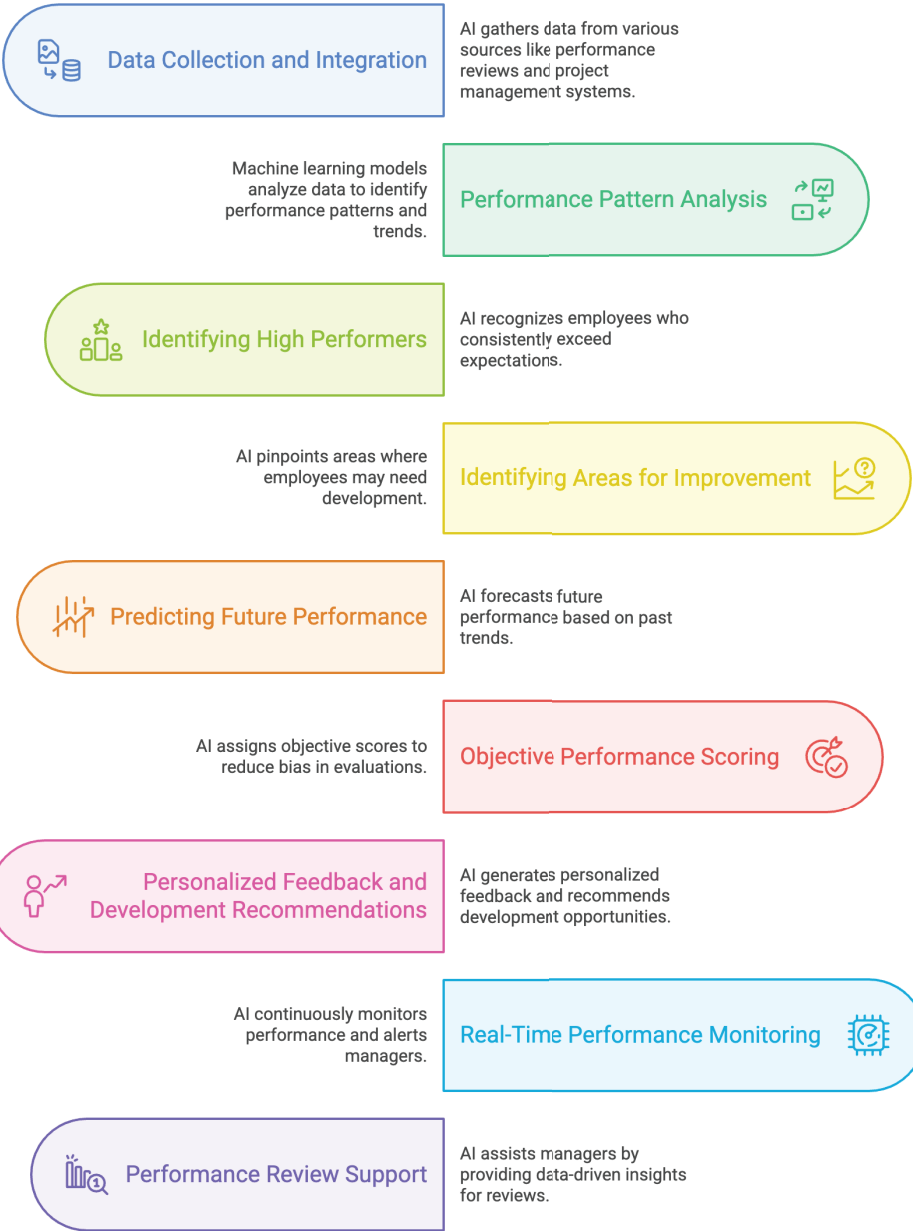 Data Collection and Integration
AI gathers data from various
sources like performance
reviews and project
management systems.
Machine learning models
analyze data to identify
performance patterns and
trends.
Performance Pattern Analysis
Identifying High Performers
AI recognizes employees who
consistently exceed
expectations.
AI pinpoints areas where
employees may need
development.
Identifying Areas for Improvement
Predicting Future Performance
AI forecasts future
performance based on past
trends.
AI assigns objective scores to
reduce bias in evaluations.
Objective Performance Scoring
Personalized Feedback and
Development Recommendations
AI generates personalized
feedback and recommends
development opportunities.
AI continuously monitors
performance and alerts
managers.
Real-Time Performance Monitoring
Performance Review Support
AI assists managers by
providing data-driven insights
for reviews.